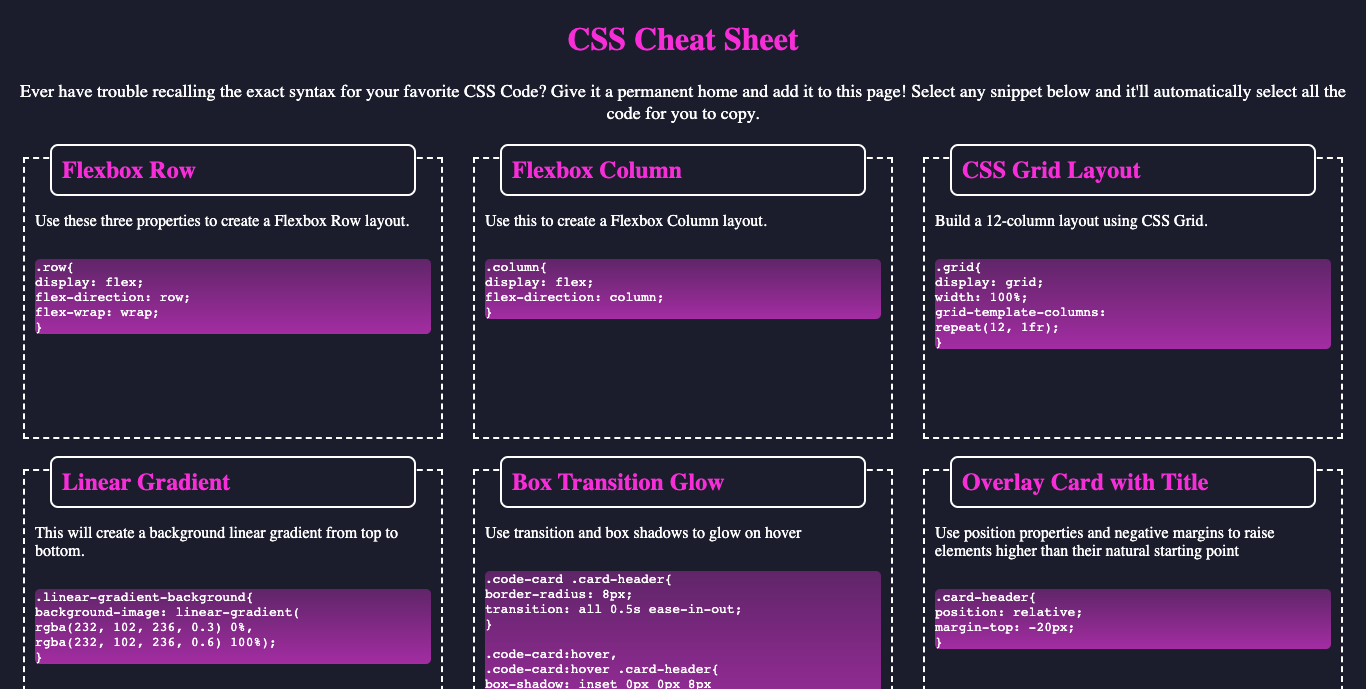 CSS Cheat Sheet
Ever have trouble recalling the exact syntax for your favorite CSS Code? Give it a permanent home and add it to this page! Select any snippet below and it'll automatically select all the
code for you to copy.
Flexbox Row
Use these three properties to create a Flexbox Row layout.
.row{
display: flex;
flex-direction: row;
flex-wrap: wrap;
}
Flexbox Column
Use this to create a Flexbox Column layout.
.column{
display: flex;
flex-direction: column;
}
CSS Grid Layout
Build a 12-column layout using CSS Grid.
.grid{
display: grid;
width: 100%;
grid-template-columns:
repeat(12, 1fr);
}
Linear Gradient
This will create a background linear gradient from top to
bottom.
.linear-gradient-background{
background-image: linear-gradient(
rgba(232, 102, 236, 0.3) 0%,
rgba(232, 102, 236, 0.6) 100%);
}
Box Transition Glow
Use transition and box shadows to glow on hover
.code-card .card-header{
border-radius: 8px;
transition: all 0.5s ease-in-out;
}
.code-card:hover,
.code-card:hover .card-header{
box-shadow: inset 0px 0px 8px
Overlay Card with Title
Use position properties and negative margins to raise
elements higher than their natural starting point
.card-header{
position: relative;
margin-top: -20px;
}